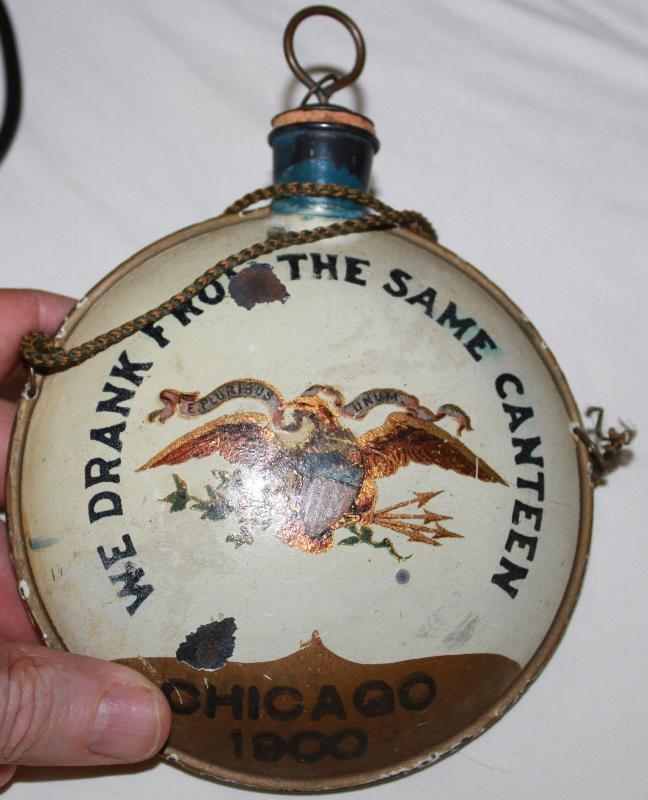 WE DRANK FROM THE SAME CANTEEN
E PLURIBUS UNUM
CHICAGO
1900